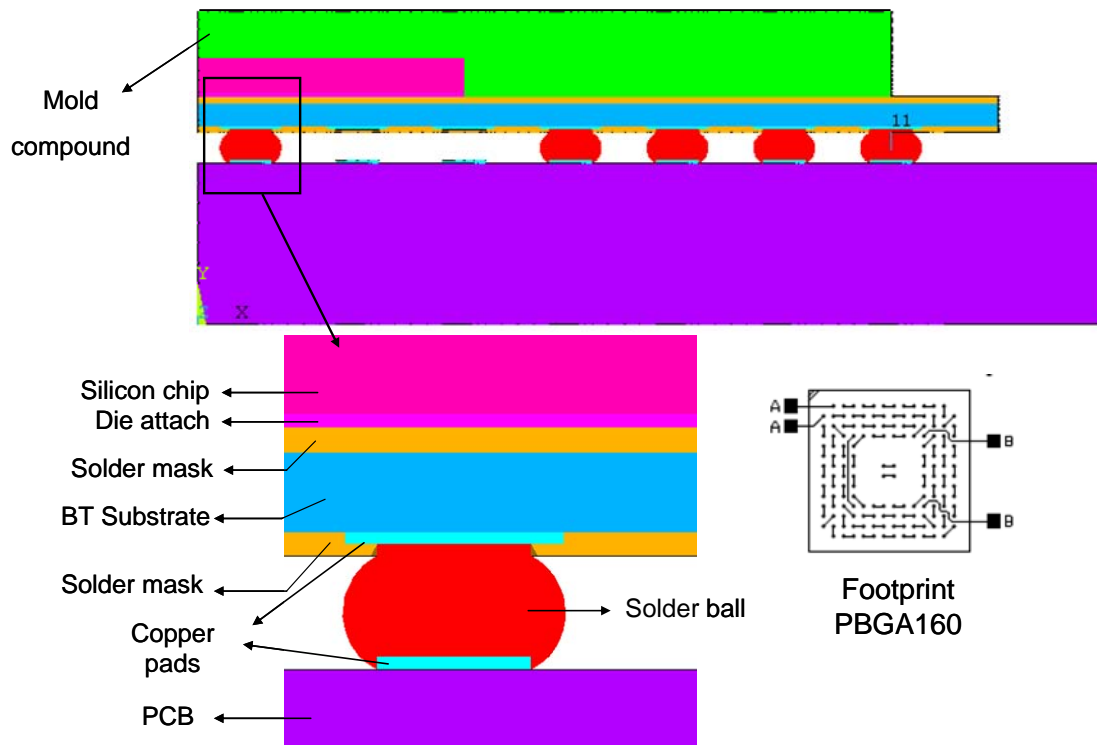 Mold
compound
11
Y
X
Silicon chip
Die attach
Solder mask
BT Substrate
Solder mask
Copper
pads
PCB
Solder ball
A
A
B
B
Footprint
PBGA160